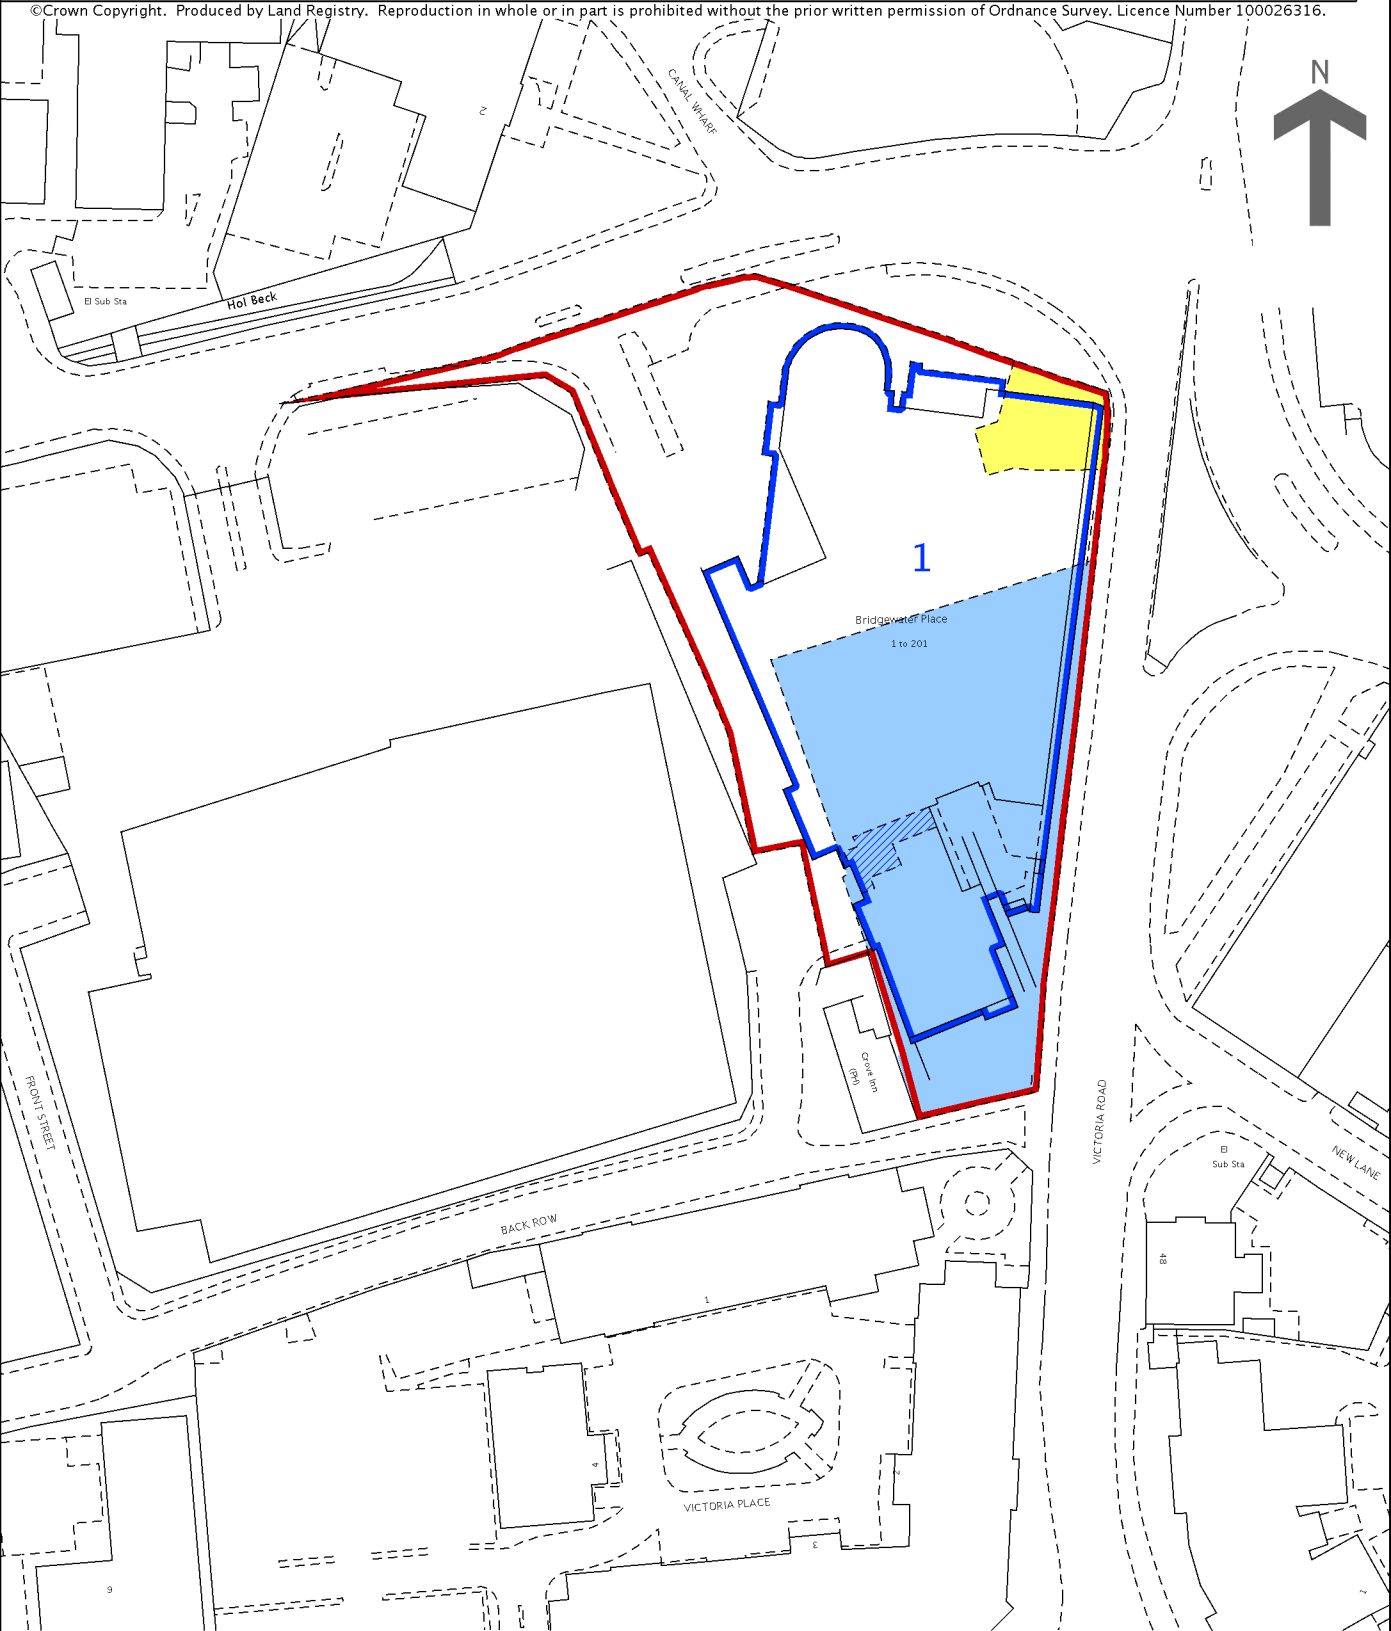 ©Crown Copyright. Produced by Land Registry. Reproduction in whole or in part is prohibited without the prior written permission of Ordnance Survey. Licence Number 100026316.
N
CANAL WHARF
2
El Sub Sta
Hol Beck
1
Bridgewater Place
1 to 201
Grove Inn
(PH)
FRONT STREET
VICTORIA ROAD
El
Sub Sta
NEW LANE
BACK ROW
48
1
4
2
VICTORIA PLACE
3
6
1